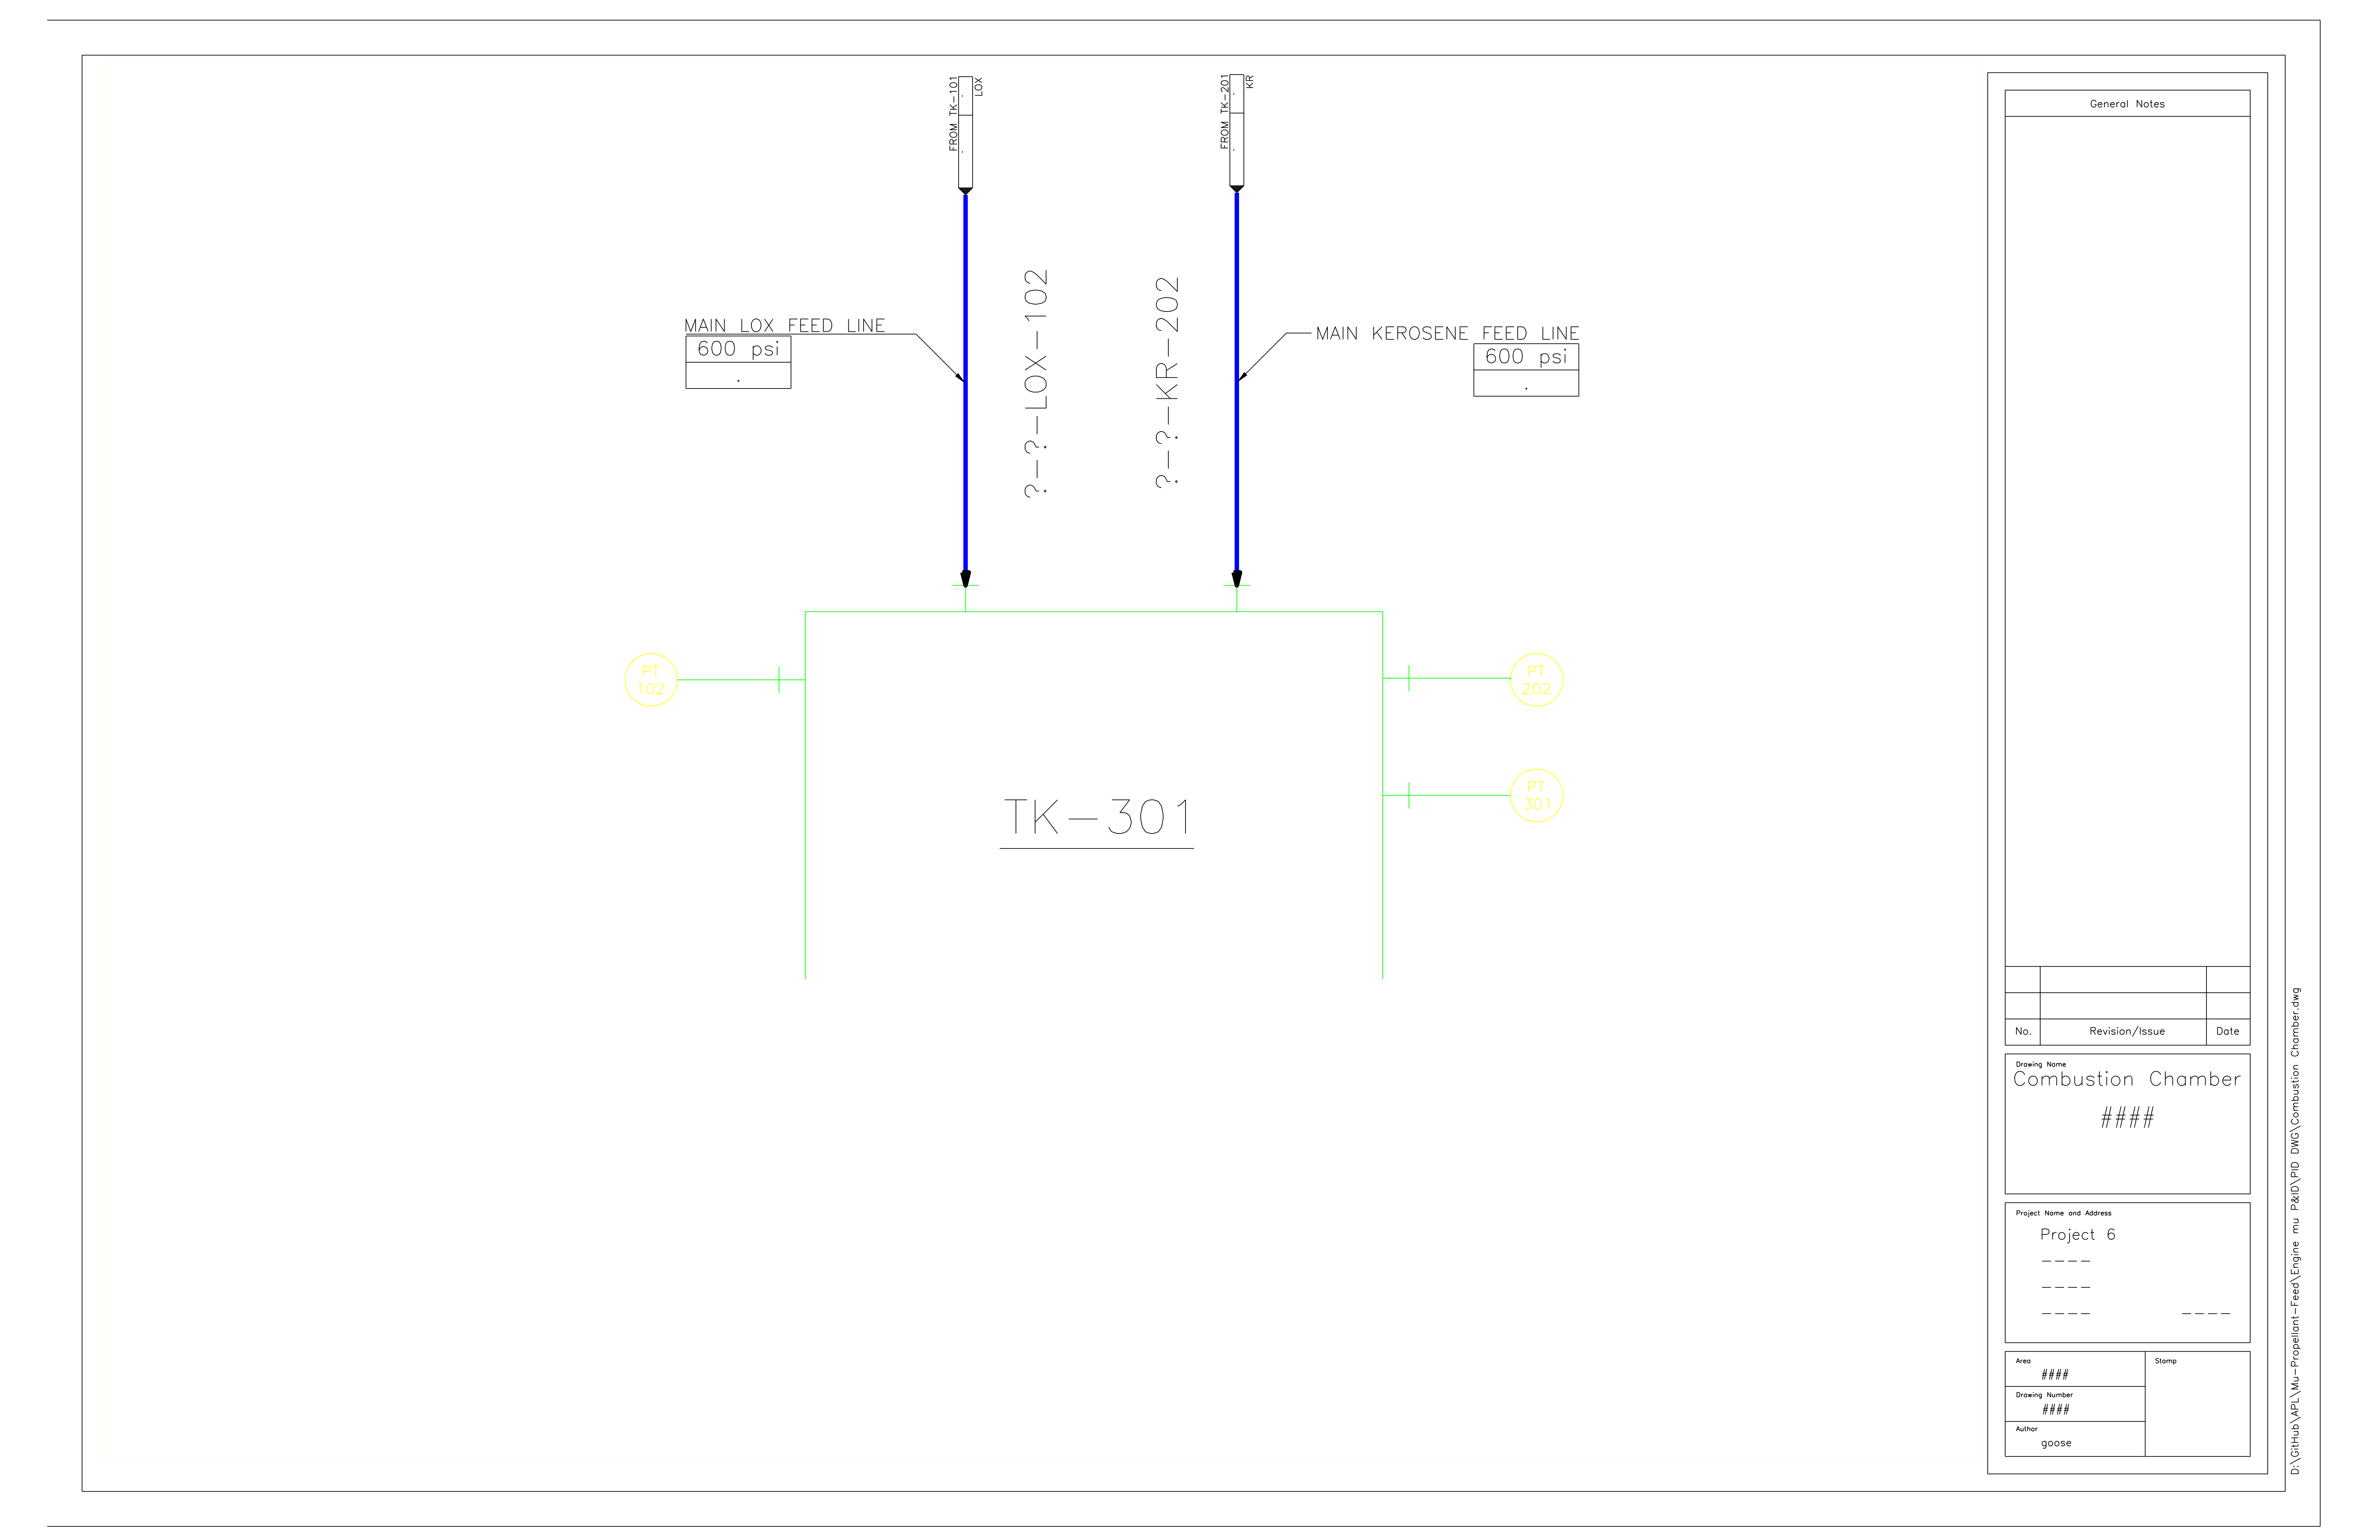 FROM TK-101
LOX
FROM TK-201
KR
MAIN LOX FEED LINE
600 psi
.
?-?-LOX-102
?-?-KR-202
MAIN KEROSENE FEED LINE
600 psi
.
PT
102
PT
202
PT
301
TK-301
General Notes
No. Revision/Issue Date
Drawing Name
Combustion Chamber
####
Project Name and Address
Project 6
----
----
---- ----
Area
####
Stamp
Drawing Number
####
Author
goose
D:\GitHub\APL\Mu-Propellant-Feed\Engine mu P&ID\PID DWG\Combustion Chamber.dwg